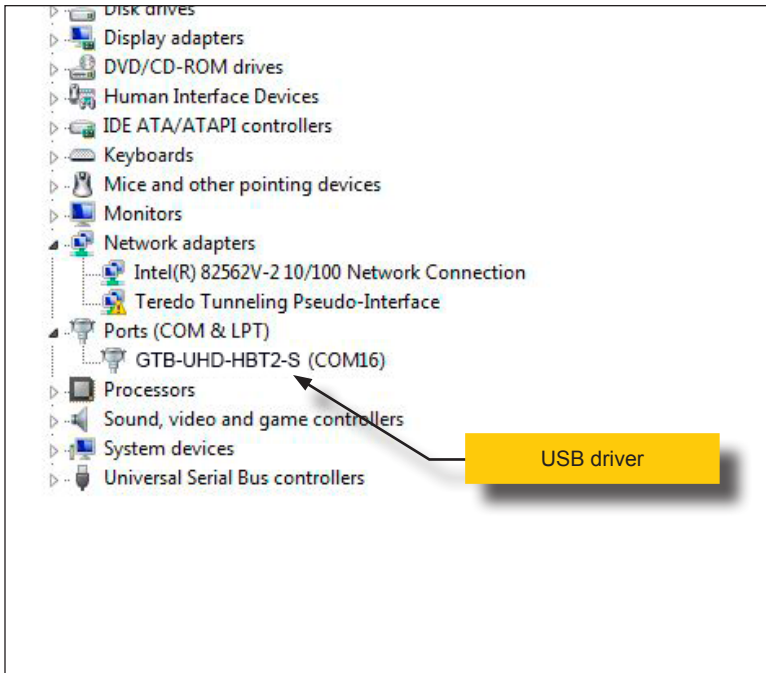 Disk drives
Display adapters
DVD/CD-ROM drives
Human Interface Devices
IDE ATA/ATAPI controllers
Keyboards
Mice and other pointing devices
Monitors
Network adapters
Intel(R) 82562V-2 10/100 Network Connection
Teredo Tunneling Pseudo-Interface
Ports (COM & LPT)
GTB-UHD-HBT2-S (COM16)
Processors
Sound, video and game controllers
System devices
USB driver
Universal Serial Bus controllers